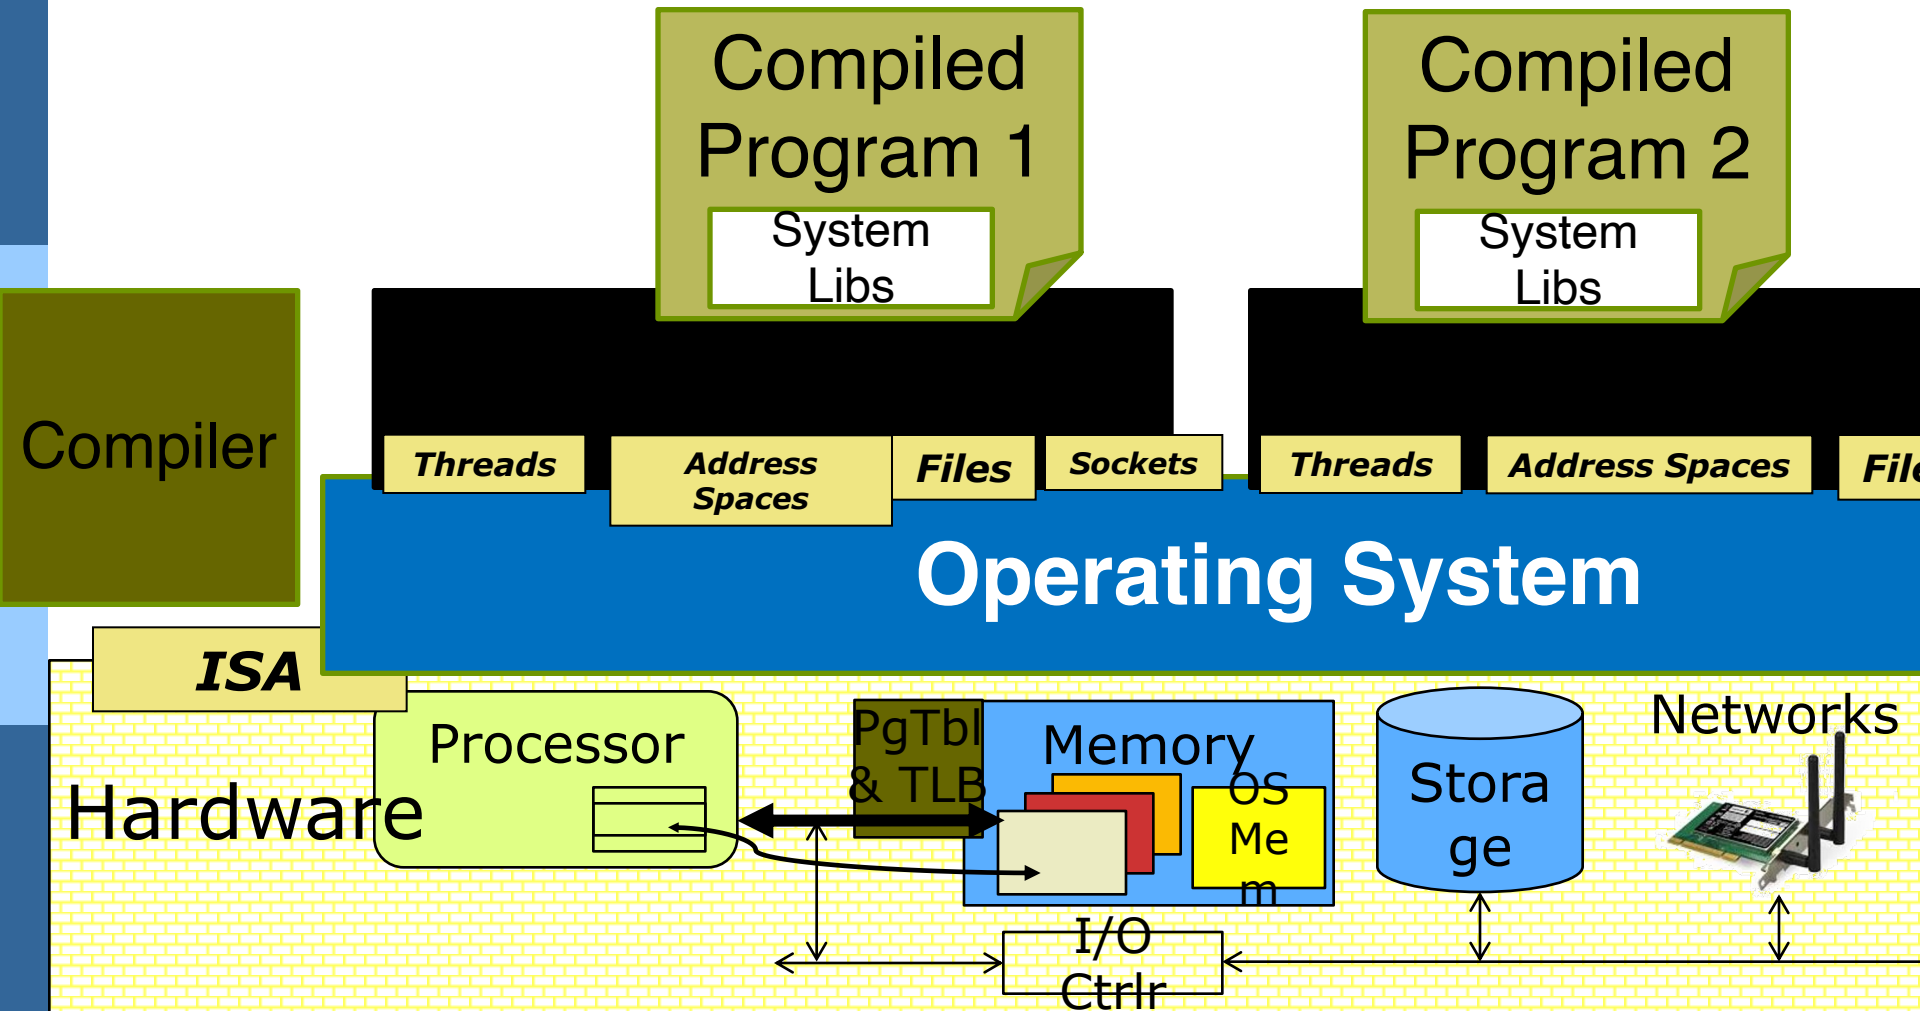 Compiled
Program 1
System
Libs
Compiled
Program 2
System
Libs
Compiler
Threads
Address
Spaces
Files
Sockets
Threads
Address Spaces
Operating System
ISA
Hardware
Processor
PgTbl
& TLB
Memory
OS
Me
m
Stora
ge
Networks
I/O
Ctrlr